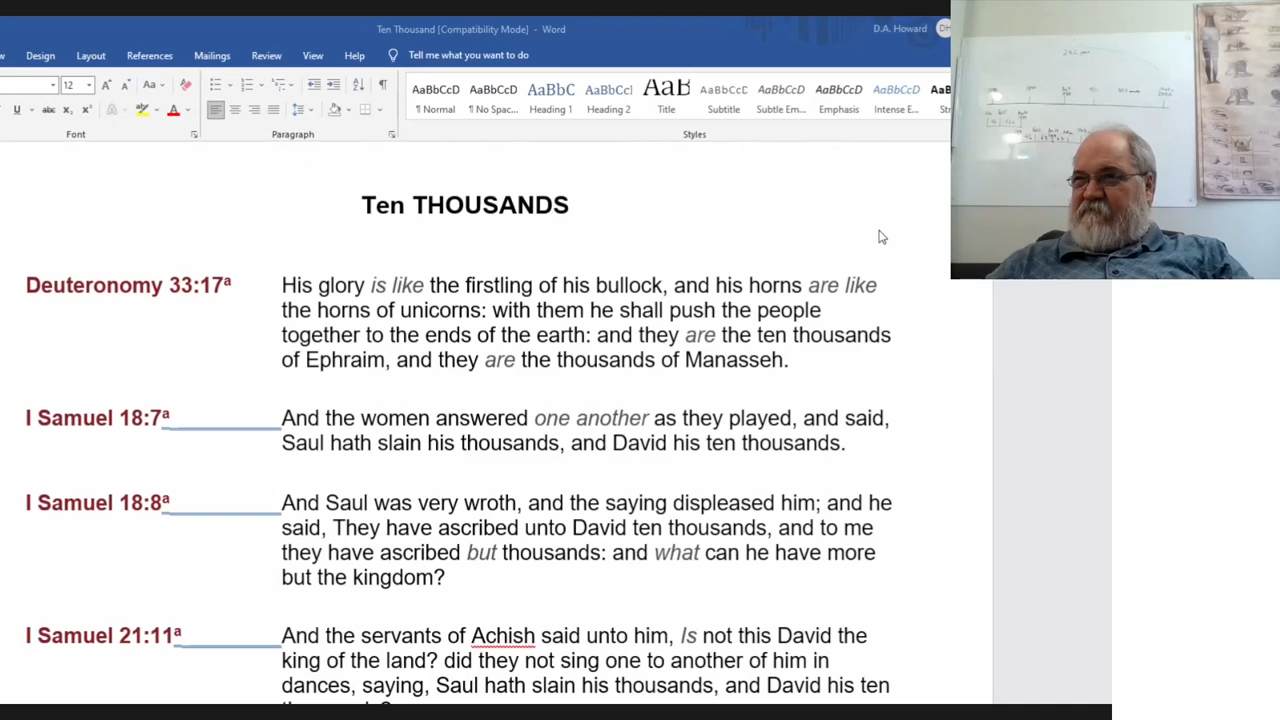 Ten Thousand [Compatibility Mode] - Word
D.A. Howard
DH
Design Layout References Mailings Review View Help Tell me what you want to do
12 Aa
AaBbCcD AaBbCcD AaBbC AaBbCcl AaB AaBbCcD AaBbCcD AaBbCcD AaBbCcD
¶ Normal ¶ No Spac... Heading 1 Heading 2 Title Subtitle Subtle Em... Emphasis Intense E...
Font Paragraph Styles
Ten THOUSANDS
Deuteronomy 33:17ª His glory is like the firstling of his bullock, and his horns are like
the horns of unicorns: with them he shall push the people
together to the ends of the earth: and they are the ten thousands
of Ephraim, and they are the thousands of Manasseh.
I Samuel 18:7ª And the women answered one another as they played, and said,
Saul hath slain his thousands, and David his ten thousands.
I Samuel 18:8ª And Saul was very wroth, and the saying displeased him; and he
said, They have ascribed unto David ten thousands, and to me
they have ascribed but thousands: and what can he have more
but the kingdom?
I Samuel 21:11ª And the servants of Achish said unto him, Is not this David the
king of the land? did they not sing one to another of him in
dances, saying, Saul hath slain his thousands, and David his ten